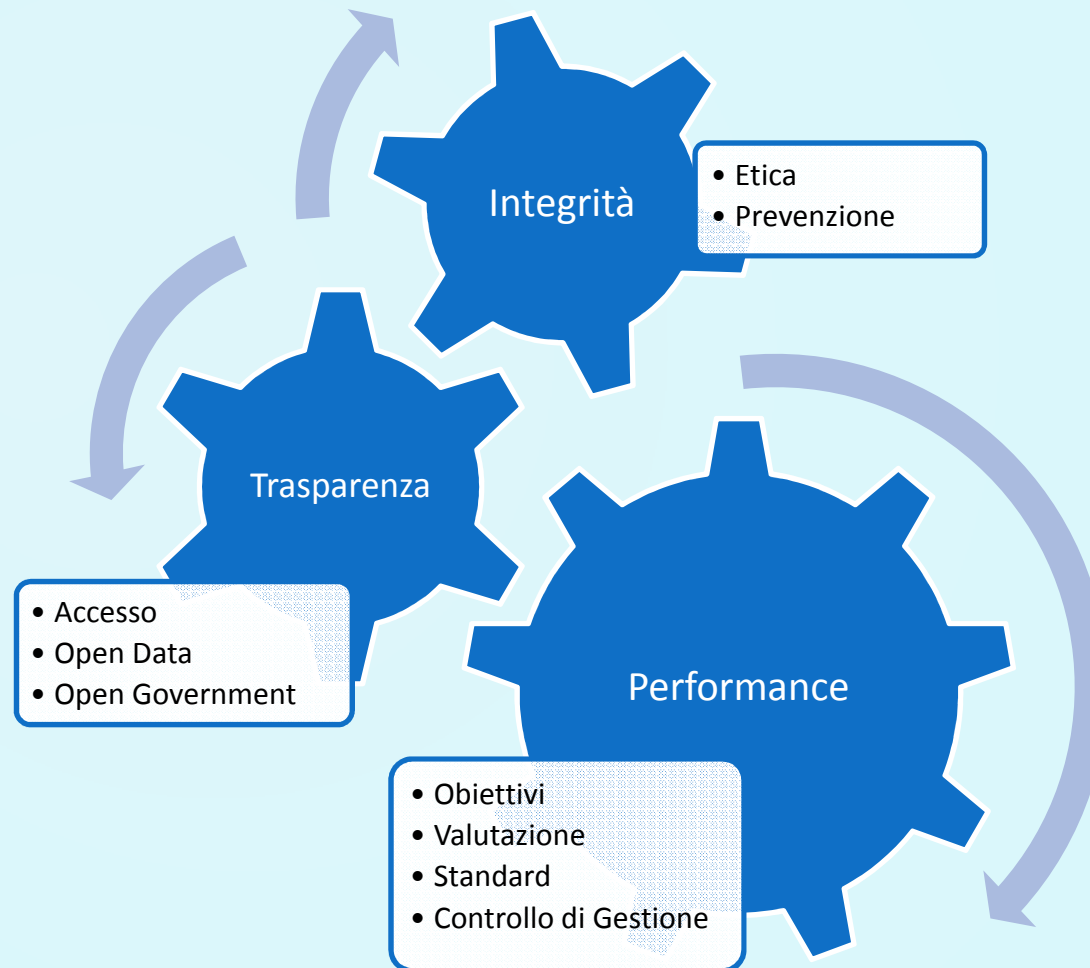 Integrità
• Etica
• Prevenzione
Trasparenza
• Accesso
• Open Data
• Open Government
Performance
• Obiettivi
• Valutazione
• Standard
• Controllo di Gestione